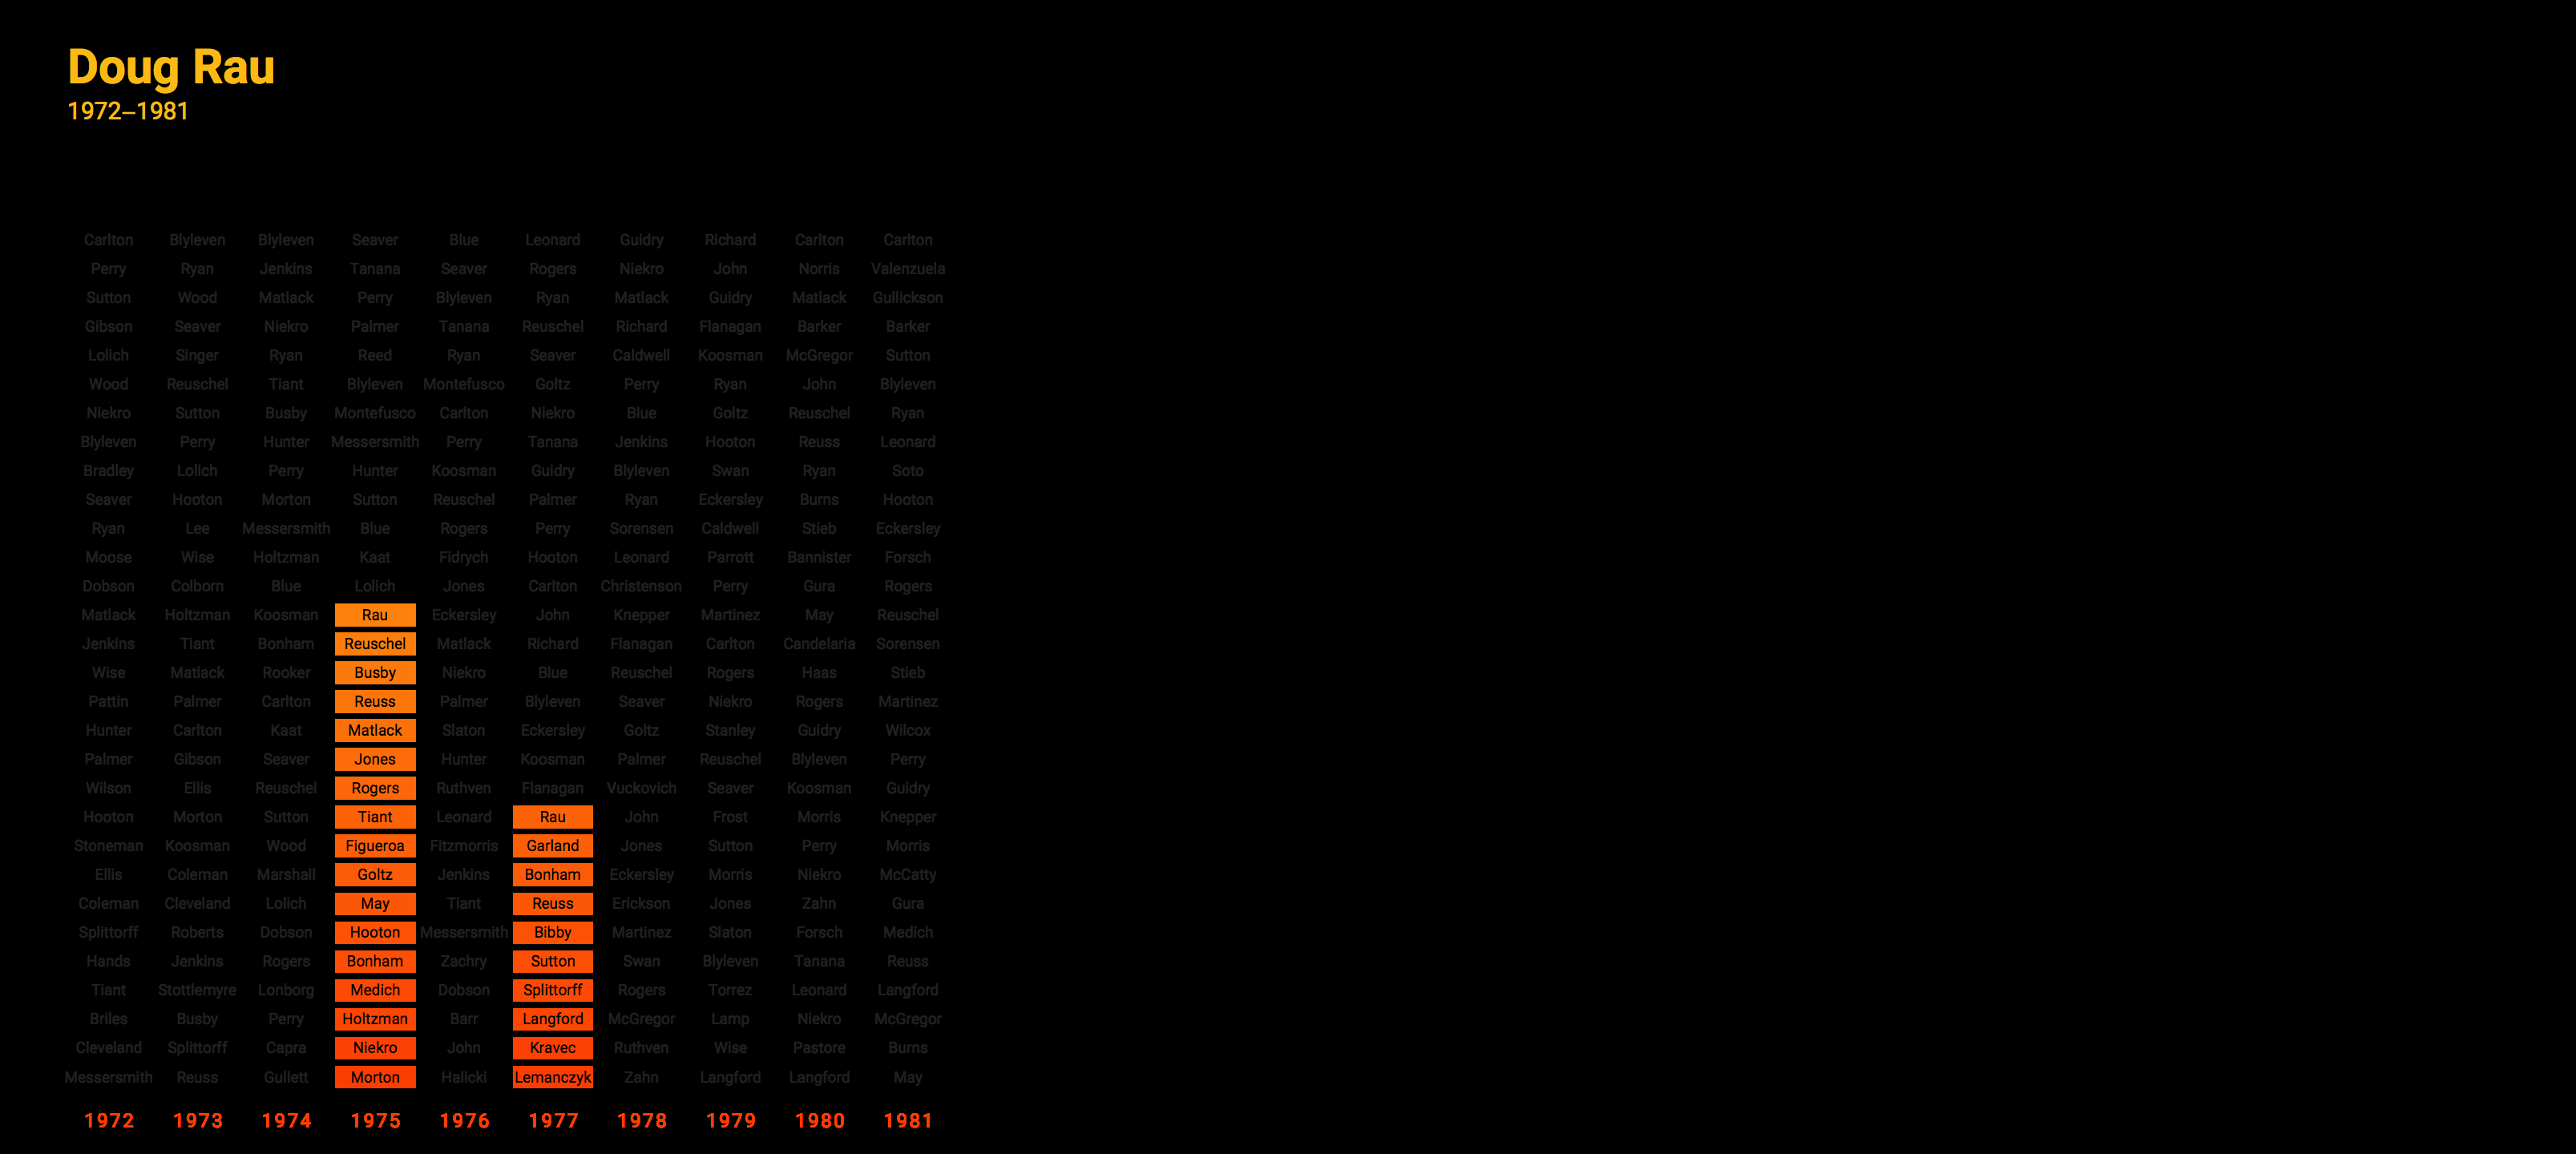 Doug Rau
1972–1981
Carlton Blyleven Blyleven Seaver Blue Leonard Guidry Richard Carlton Carlton
Perry Ryan Jenkins Tanana Seaver Rogers Niekro John Norris Valenzuela
Sutton Wood Matlack Perry Blyleven Ryan Matlack Guidry Matlack Gullickson
Gibson Seaver Niekro Palmer Tanana Reuschel Richard Flanagan Barker Barker
Lolich Singer Ryan Reed Ryan Seaver Caldwell Koosman McGregor Sutton
Wood Reuschel Tiant Blyleven Montefusco Goltz Perry Ryan John Blyleven
Niekro Sutton Busby Montefusco Carlton Niekro Blue Goltz Reuschel Ryan
Blyleven Perry Hunter Messersmith Perry Tanana Jenkins Hooton Reuss Leonard
Bradley Lolich Perry Hunter Koosman Guidry Blyleven Swan Ryan Soto
Seaver Hooton Morton Sutton Reuschel Palmer Ryan Eckersley Burns Hooton
Ryan Lee Messersmith Blue Rogers Perry Sorensen Caldwell Stieb Eckersley
Moose Wise Holtzman Kaat Fidrych Hooton Leonard Parrott Bannister Forsch
Dobson Colborn Blue Lolich Jones Carlton Christenson Perry Gura Rogers
Matlack Holtzman Koosman Rau Eckersley John Knepper Martinez May Reuschel
Jenkins Tiant Bonham Reuschel Matlack Richard Flanagan Carlton Candelaria Sorensen
Wise Matlack Rooker Busby Niekro Blue Reuschel Rogers Haas Stieb
Pattin Palmer Carlton Reuss Palmer Blyleven Seaver Niekro Rogers Martinez
Hunter Carlton Kaat Matlack Slaton Eckersley Goltz Stanley Guidry Wilcox
Palmer Gibson Seaver Jones Hunter Koosman Palmer Reuschel Blyleven Perry
Wilson Ellis Reuschel Rogers Ruthven Flanagan Vuckovich Seaver Koosman Guidry
Hooton Morton Sutton Tiant Leonard Rau John Frost Morris Knepper
Stoneman Koosman Wood Figueroa Fitzmorris Garland Jones Sutton Perry Morris
Ellis Coleman Marshall Goltz Jenkins Bonham Eckersley Morris Niekro McCatty
Coleman Cleveland Lolich May Tiant Reuss Erickson Jones Zahn Gura
Splittorff Roberts Dobson Hooton Messersmith Bibby Martinez Slaton Forsch Medich
Hands Jenkins Rogers Bonham Zachry Sutton Swan Blyleven Tanana Reuss
Tiant Stottlemyre Lonborg Medich Dobson Splittorff Rogers Torrez Leonard Langford
Briles Busby Perry Holtzman Barr Langford McGregor Lamp Niekro McGregor
Cleveland Splittorff Capra Niekro John Kravec Ruthven Wise Pastore Burns
Messersmith Reuss Gullett Morton Halicki Lemanczyk Zahn Langford Langford May
1972 1973 1974 1975 1976 1977 1978 1979 1980 1981